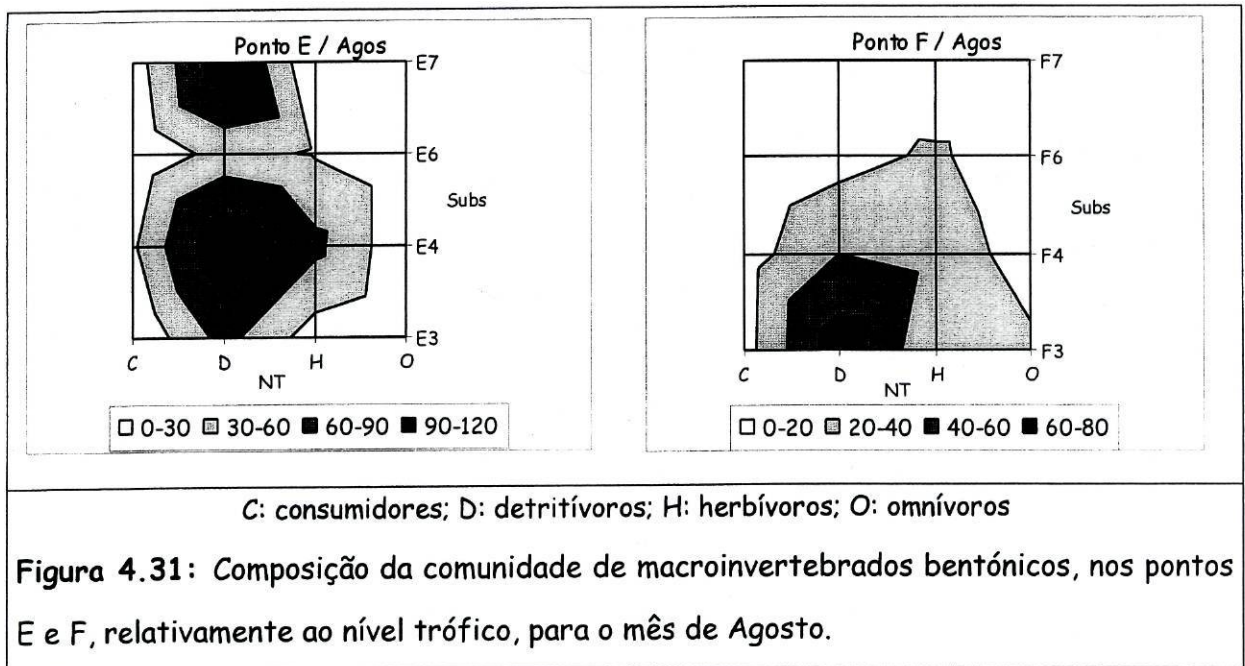 Ponto E / Agos
E7
E6
Subs
E4
E3
C D H O
NT
0-30 30-60 60-90 90-120
Ponto F / Agos
F7
F6
Subs
F4
F3
C D H O
NT
0-20 20-40 40-60 60-80
C: consumidores; D: detritívoros; H: herbívoros; O: omnívoros
Figura 4.31: Composição da comunidade de macroinvertebrados bentónicos, nos pontos
E e F, relativamente ao nível trófico, para o mês de Agosto.